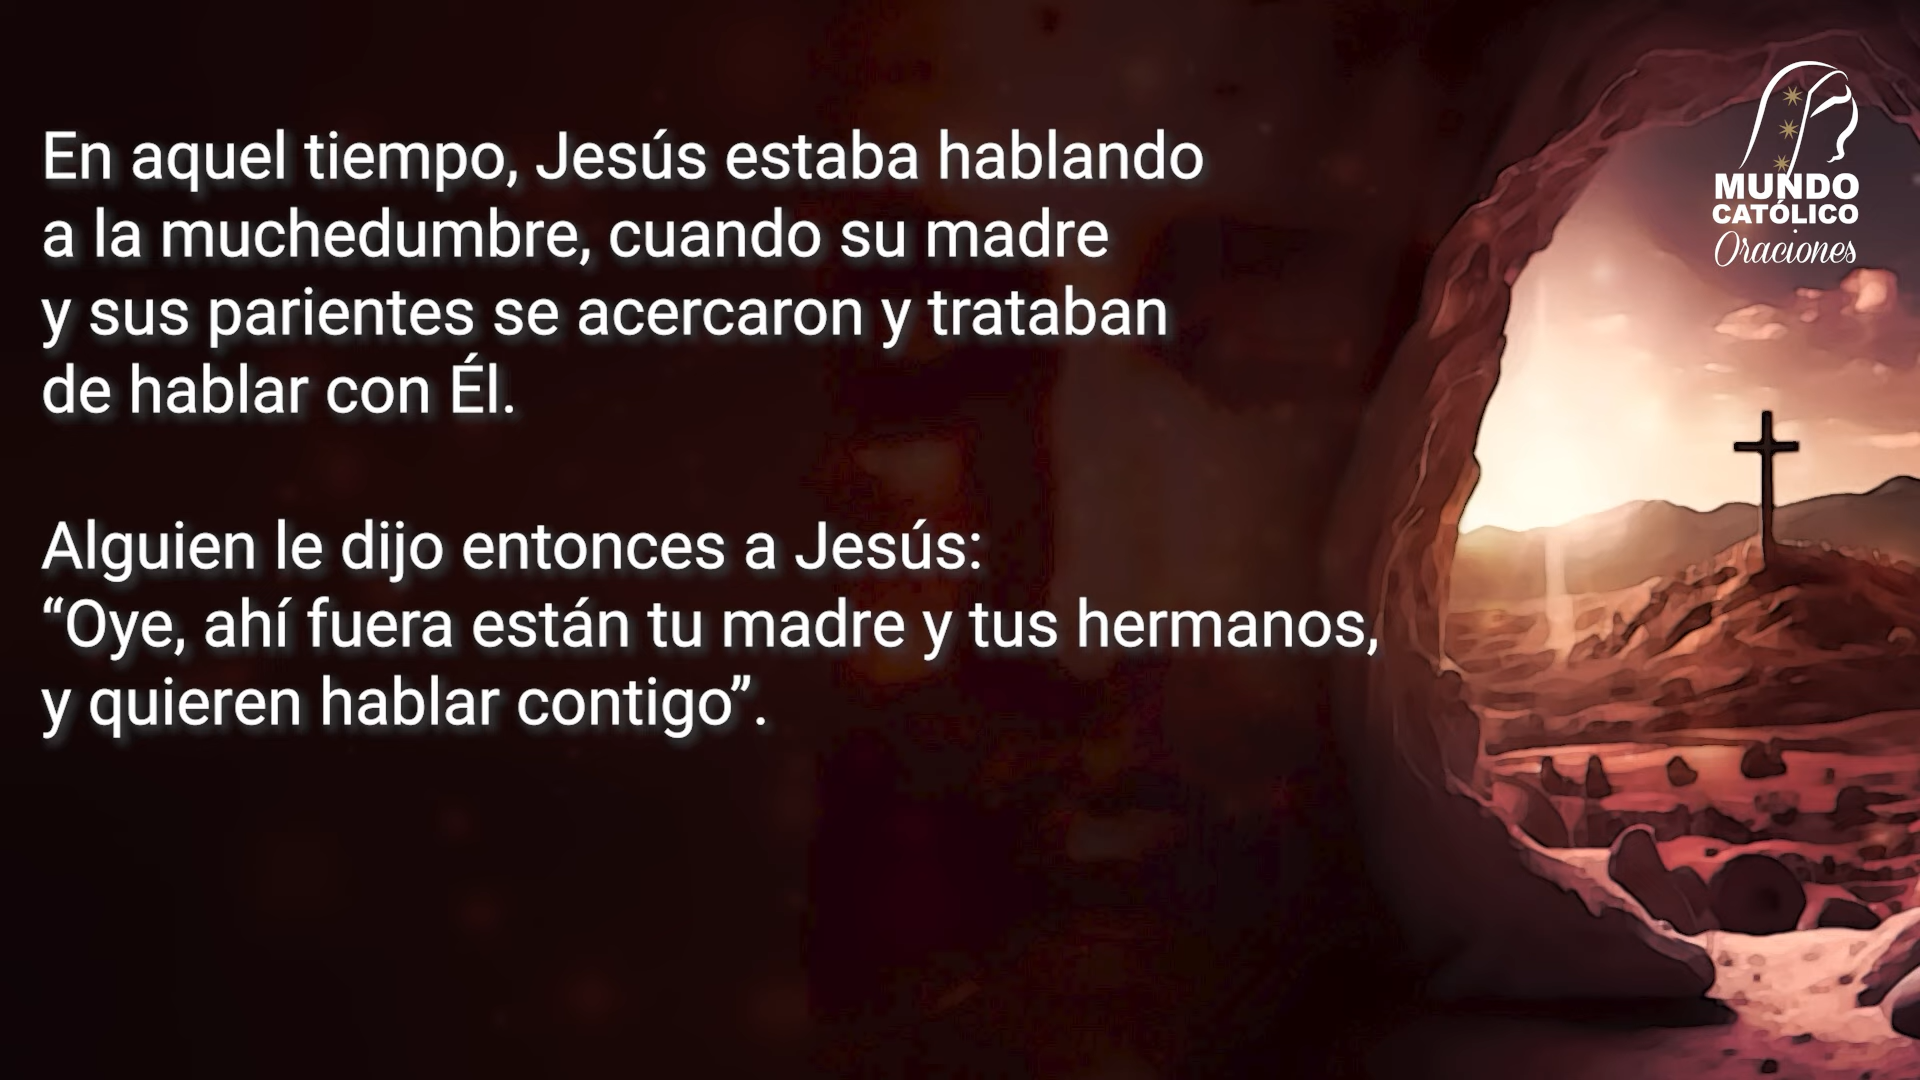 En aquel tiempo, Jesús estaba hablando
a la muchedumbre, cuando su madre
y sus parientes se acercaron y trataban
de hablar con Él.
Alguien le dijo entonces a Jesús:
“Oye, ahí fuera están tu madre y tus hermanos,
y quieren hablar contigo”.
MUNDO
CATÓLICO
Oraciones